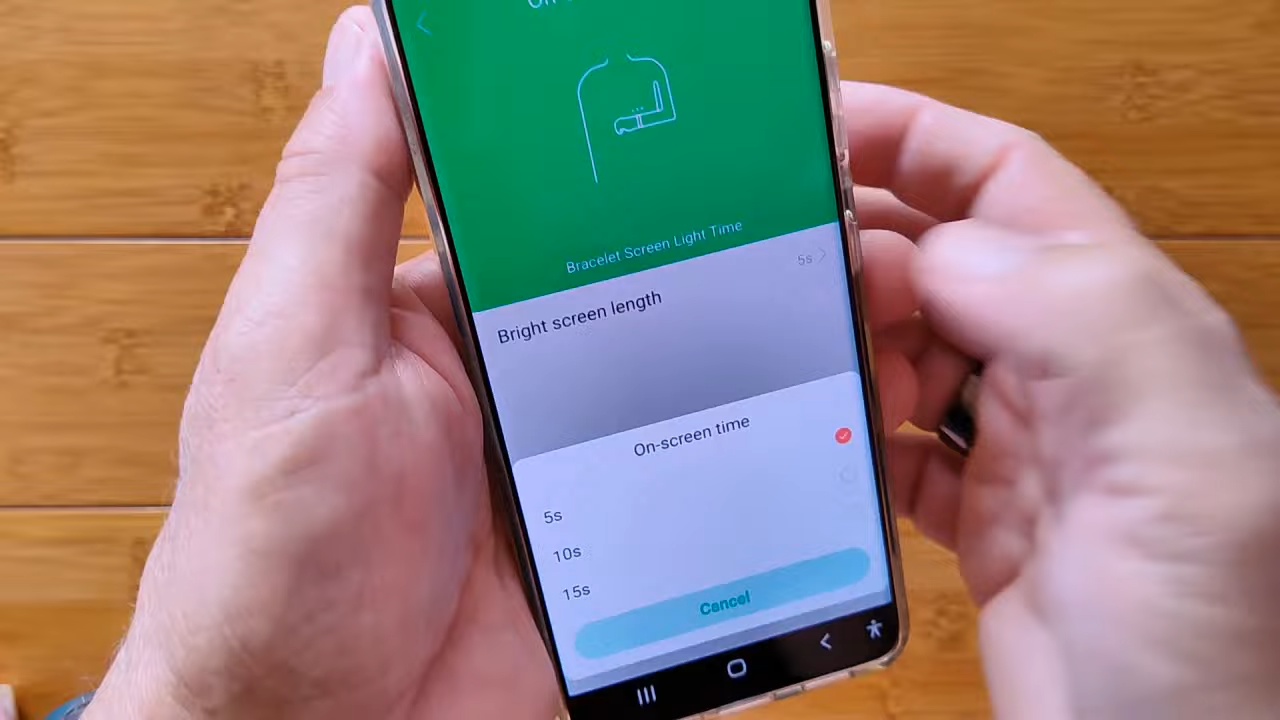 Bracelet Screen Light Time
Bright screen length 5s
On-screen time
5s
10s
15s
Cancel